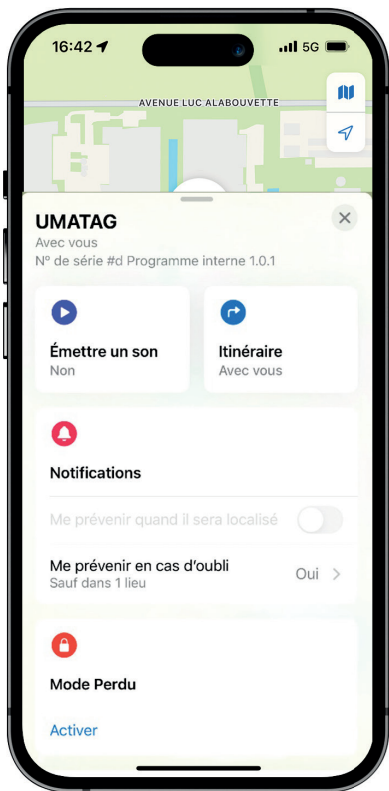 16:42
5G
AVENUE LUC ALABOUVETTE
UMATAG
Avec vous
N° de série #d Programme interne 1.0.1
Émettre un son
Non
Itinéraire
Avec vous
Notifications
Me prévenir quand il sera localisé
Me prévenir en cas d’oubli
Sauf dans 1 lieu
Oui
Mode Perdu
Activer